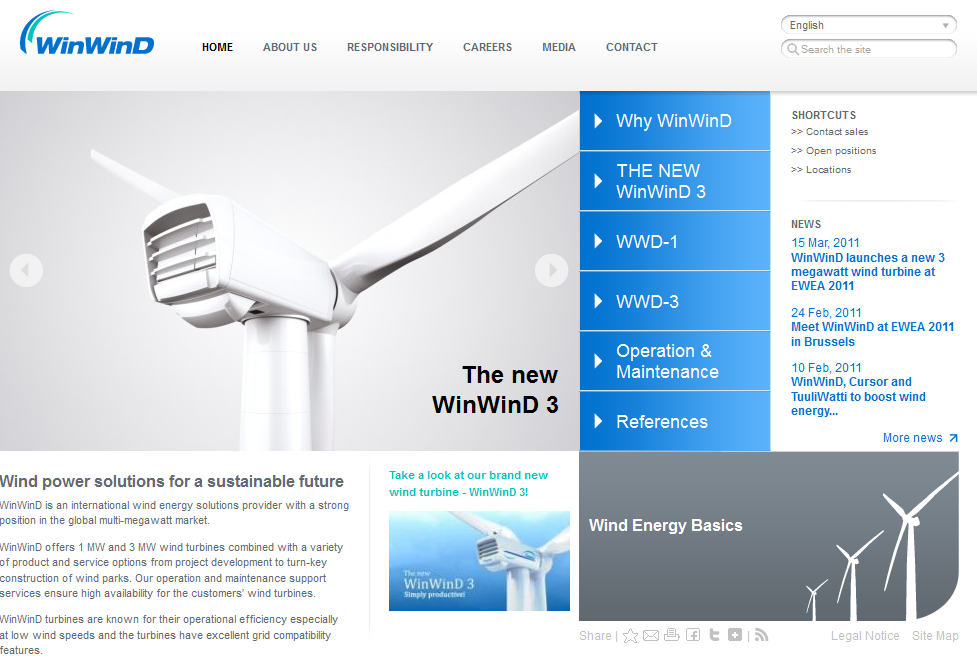 WinWinD
HOME
ABOUT US
RESPONSIBILITY
CAREERS
MEDIA
CONTACT
English
Search the site
The new
WinWinD 3
Why WinWinD
THE NEW
WinWinD 3
WWD-1
WWD-3
Operation &
Maintenance
References
SHORTCUTS
>> Contact sales
>> Open positions
>> Locations
NEWS
15 Mar, 2011
WinWinD launches a new 3
megawatt wind turbine at
EWEA 2011
24 Feb, 2011
Meet WinWinD at EWEA 2011
in Brussels
10 Feb, 2011
WinWinD, Cursor and
TuuliWatti to boost wind
energy...
More news
Wind power solutions for a sustainable future
WinWinD is an international wind energy solutions provider with a strong
position in the global multi-megawatt market.
WinWinD offers 1 MW and 3 MW wind turbines combined with a variety
of product and service options from project development to turn-key
construction of wind parks. Our operation and maintenance support
services ensure high availability for the customers' wind turbines.
WinWinD turbines are known for their operational efficiency especially
at low wind speeds and the turbines have excellent grid compatibility
features.
Take a look at our brand new
wind turbine - WinWinD 3!
The new
WinWinD 3
Simply productive!
Wind Energy Basics
Share |
Legal Notice
Site Map